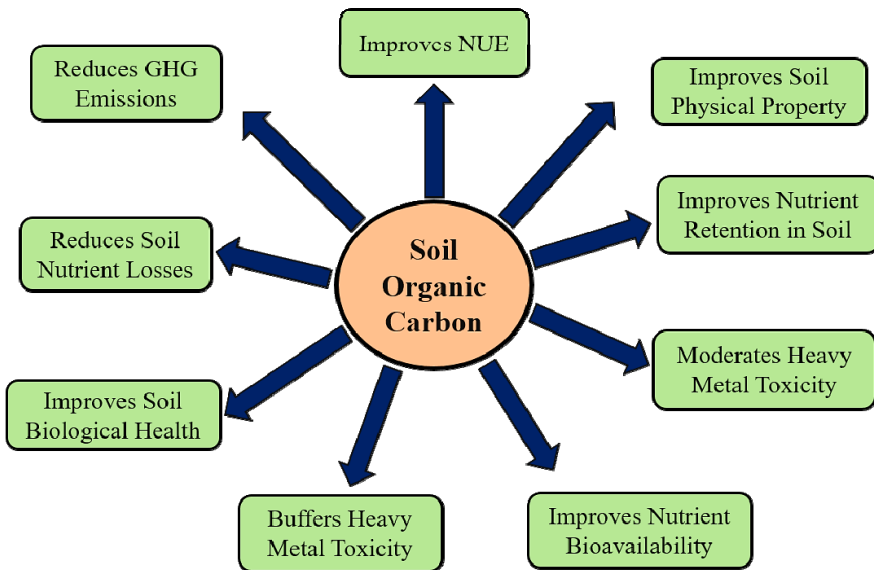 Improves NUE
Reduces GHG
Emissions
Improves Soil
Physical Property
Improves Nutrient
Retention in Soil
Reduces Soil
Nutrient Losses
Soil
Organic
Carbon
Moderates Heavy
Metal Toxicity
Improves Soil
Biological Health
Buffers Heavy
Metal Toxicity
Improves Nutrient
Bioavailability